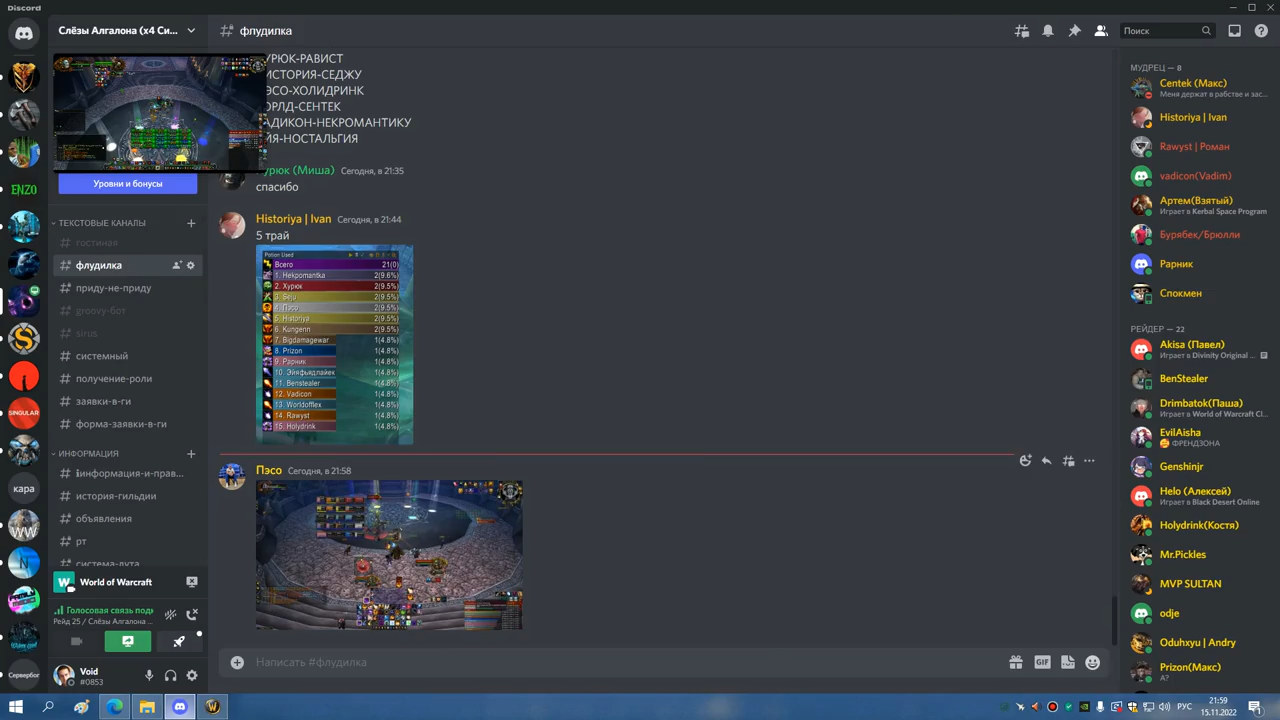 Discord
Слёзы Алгалона (x4 Си...
флудилка
Поиск
УРЮК-РАВИСТ
ИСТОРИЯ-СЕДЖУ
ЭСО-ХОЛИДРИНК
ОРЛД-СЕНТЕК
АДИКОН-НЕКРОМАНТИКУ
ИЯ-НОСТАЛЬГИЯ
урюк (Миша) Сегодня, в 21:35
спасибо
Historiya | Ivan Сегодня, в 21:44
5 трай
Potion Used
Всего 21(0)
1. Hekpomantka 2(9.6%)
2. Хурюк 2(9.5%)
3. Seju 2(9.5%)
4. Пэсо 2(9.5%)
5. Historiya 2(9.5%)
6. Kungenn 2(9.5%)
7. Bigdamagewar 1(4.8%)
8. Prizon 1(4.8%)
9. Рарник 1(4.8%)
1(4.8%)
11. Benstealer 1(4.8%)
12. Vadicon 1(4.8%)
13. Worldofflex 1(4.8%)
14. Rawyst 1(4.8%)
15. Holydrink 1(4.8%)
Пэсо Сегодня, в 21:58
Написать #флудилка
GIF
ENZO
SINGULAR
кара
WW
Серверbor
Уровни и бонусы
ТЕКСТОВЫЕ КАНАЛЫ
гостиная
флудилка
приду-не-приду
groovy-бот
sirus
системный
получение-роли
заявки-в-ги
форма-заявки-в-ги
ИНФОРМАЦИЯ
информация-и-прав...
история-гильдии
объявления
рт
система-лута
World of Warcraft
Голосовая связь подк
Рейд 25 / Слёзы Алгалона ...
Void
#0853
МУДРЕЦ — 8
Centek (Макс)
Меня держат в рабстве и зас...
Historiya | Ivan
Rawyst | Роман
vadicon(Vadim)
Артем(Взятый)
Играет в Kerbal Space Program
Бурябек/Брюлли
Рарник
Спокмен
РЕЙДЕР — 22
Akisa (Павел)
Играет в Divinity Original ...
BenStealer
Drimbatok(Паша)
Играет в World of Warcraft Cl...
EvilAisha
ФРЕНДЗОНА
Genshinjr
Helo (Алексей)
Играет в Black Desert Online
Holydrink(Костя)
Mr.Pickles
MVP SULTAN
odje
Oduhxyu | Andry
Prizon(Макс)
А?
РУС
21:59
15.11.2022